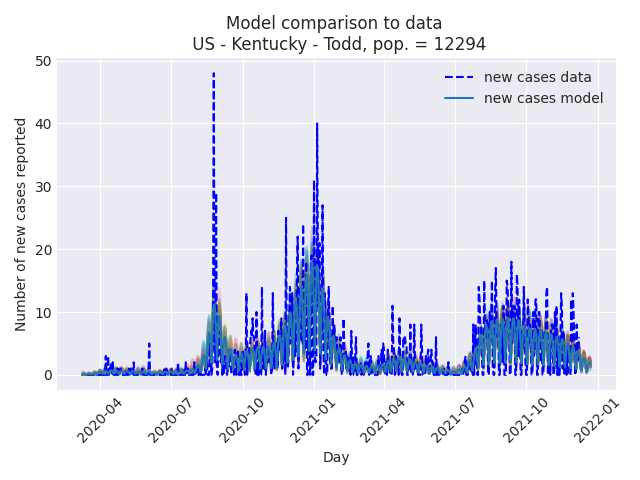 Model comparison to data
US - Kentucky - Todd, pop. = 12294
new cases data
new cases model
Number of new cases reported
50
40
30
20
10
0
2020-04
2020-07
2020-10
2021-01
2021-04
2021-07
2021-10
2022-01
Day